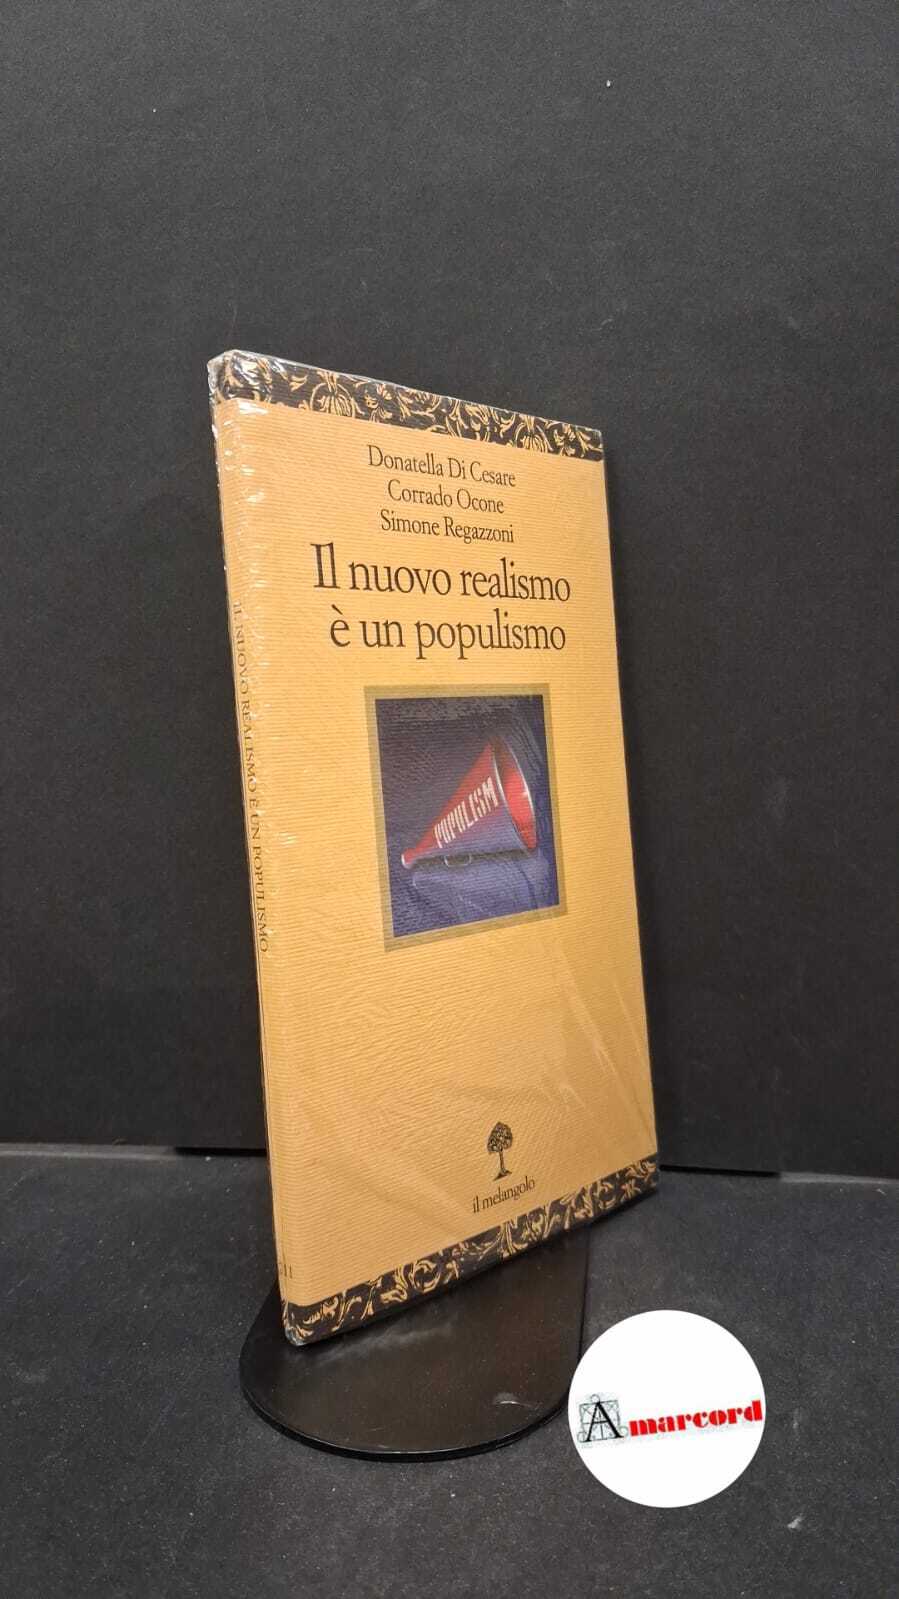 Donatella Di Cesare
Corrado Ocone
Simone Regazzoni
Il nuovo realismo
è un populismo
POPULISM
il melangolo
IL NUOVO REALISMO È UN POPULISMO
Amarcord